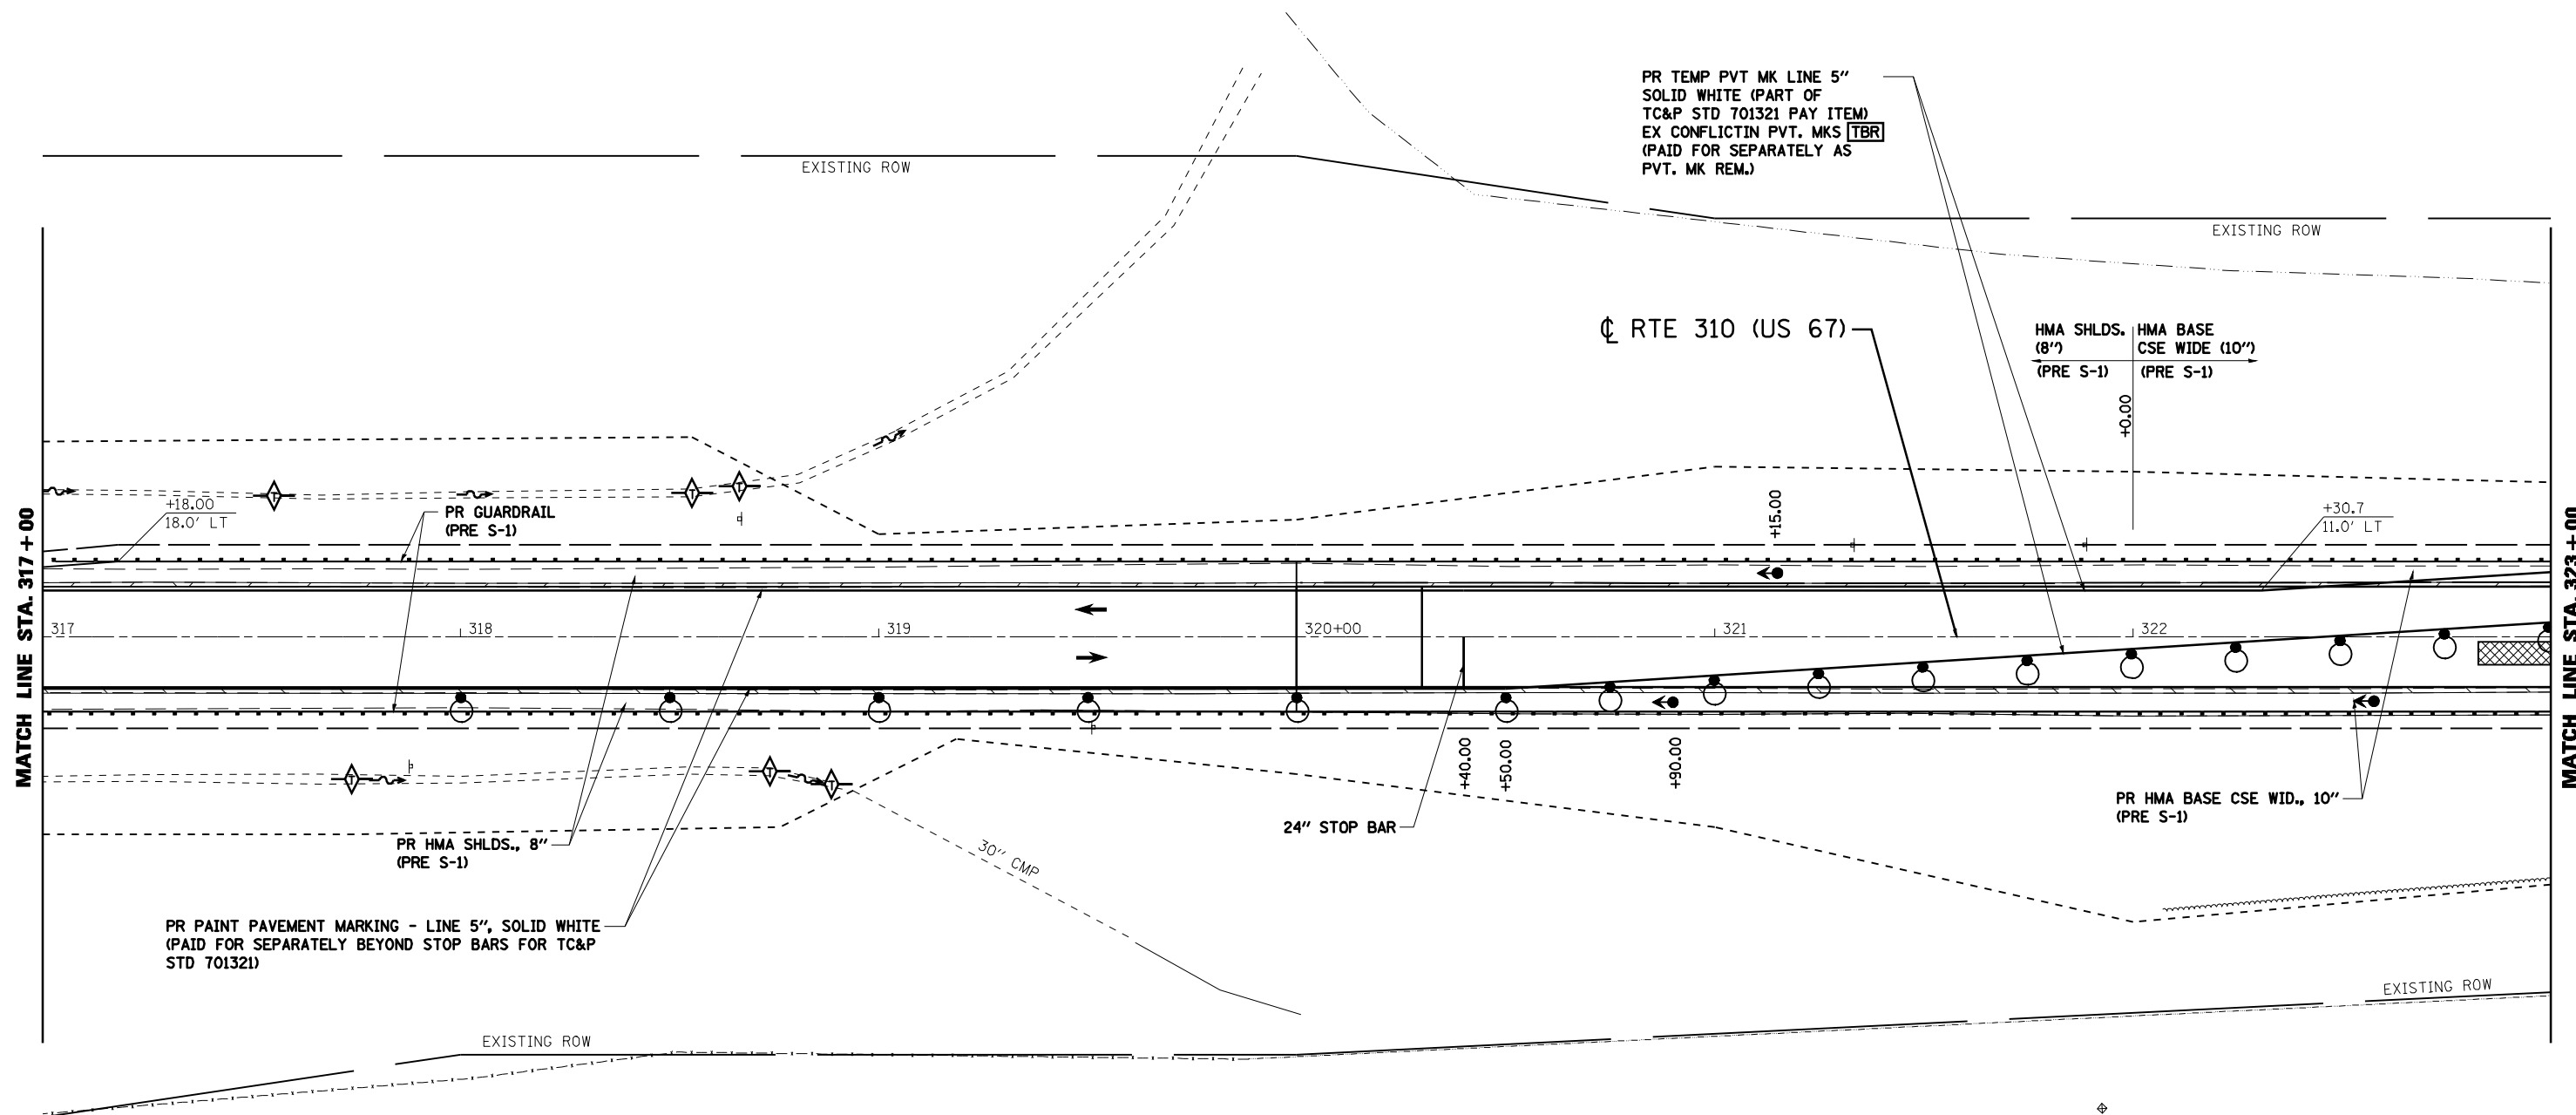 PR TEMP PVT MK LINE 5"
SOLID WHITE (PART OF
TC&P STD 701321 PAY ITEM)
EX CONFLICTIN PVT. MKS TBR
(PAID FOR SEPARATELY AS
PVT. MK REM.)
EXISTING ROW
EXISTING ROW
℄ RTE 310 (US 67)
HMA SHLDS.
(8")
(PRE S-1)
HMA BASE
CSE WIDE (10")
(PRE S-1)
+0.00
+18.00
18.0' LT
PR GUARDRAIL
(PRE S-1)
T
T
T
+15.00
+30.7
11.0' LT
MATCH LINE STA. 317+00
MATCH LINE STA. 323+00
317
318
319
320+00
321
322
+40.00
+50.00
+90.00
T
T
T
PR HMA BASE CSE WID., 10"
(PRE S-1)
24" STOP BAR
PR HMA SHLDS., 8"
(PRE S-1)
30" CMP
PR PAINT PAVEMENT MARKING - LINE 5", SOLID WHITE
(PAID FOR SEPARATELY BEYOND STOP BARS FOR TC&P
STD 701321)
EXISTING ROW
EXISTING ROW